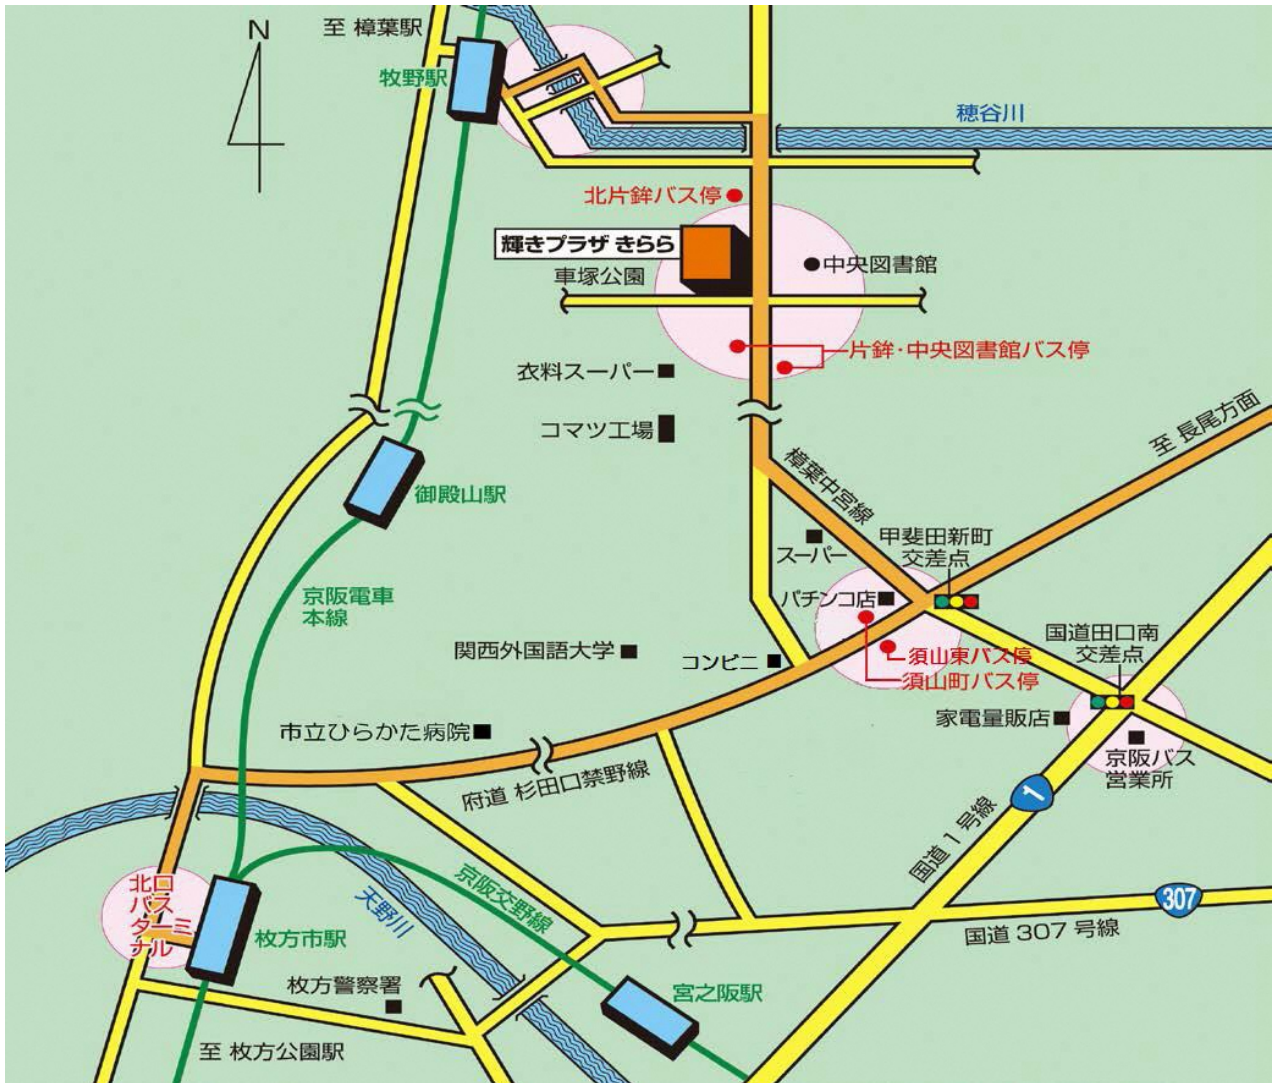 N
至 樟葉駅
牧野駅
穂谷川
北片鉾バス停
輝きプラザ きらら
車塚公園
中央図書館
片鉾・中央図書館バス停
衣料スーパー
コマツ工場
至 長尾方面
樟葉中宮線
御殿山駅
スーパー
甲斐田新町
交差点
京阪電車
本線
パチンコ店
国道田口南
交差点
関西外国語大学
コンビニ
須山東バス停
須山町バス停
市立ひらかた病院
家電量販店
京阪バス
営業所
府道 杉田口禁野線
1
国道 1 号線
北口
バス
ターミ
ナル
枚方市駅
天野川
京阪交野線
307
国道 307 号線
枚方警察署
宮之阪駅
至 枚方公園駅